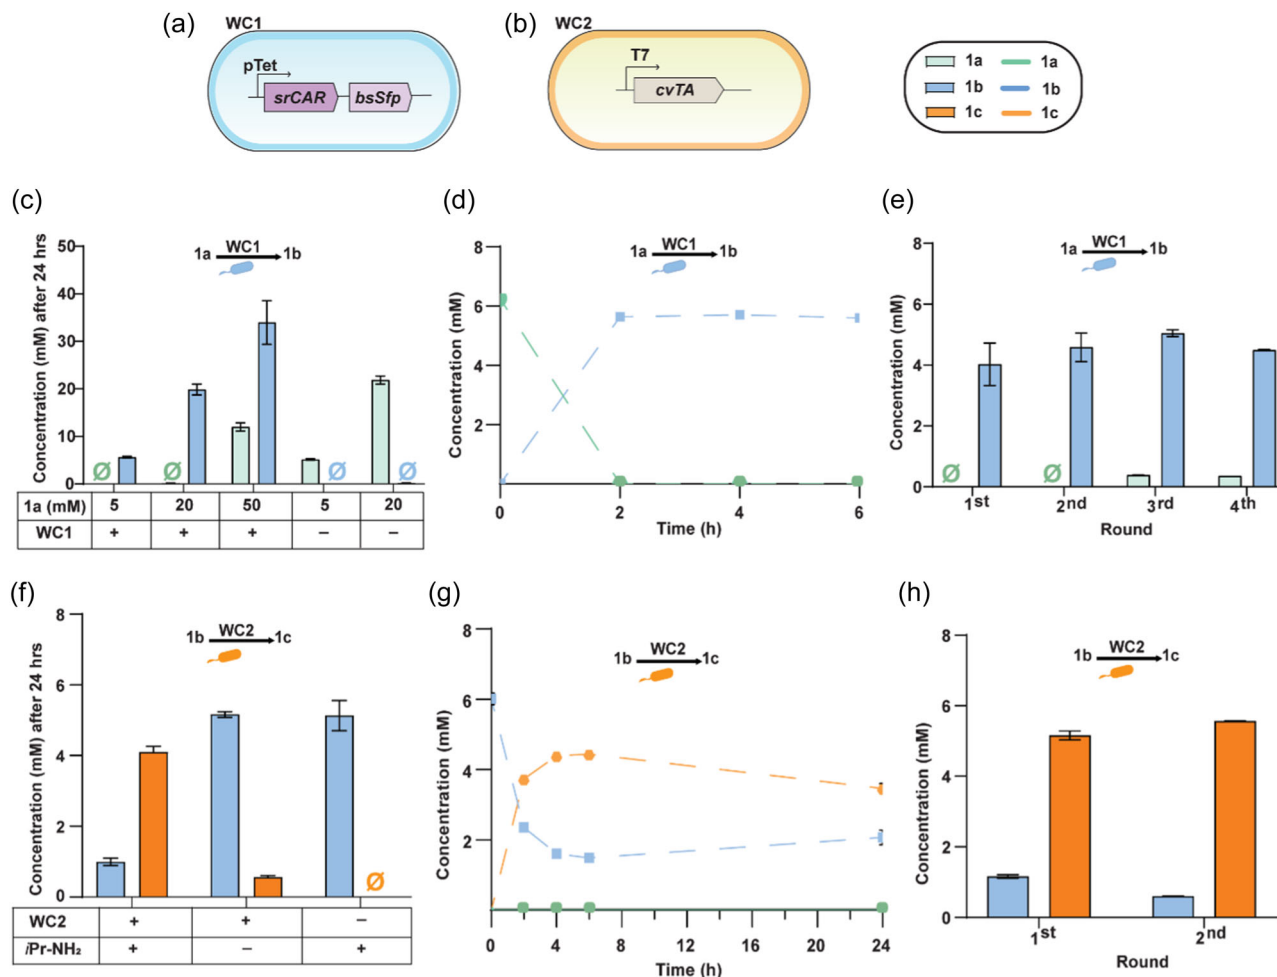 (a)
WC1
pTet
srCAR
bsSfp
(b)
WC2
T7
cvTA
1a 1a
1b 1b
1c 1c
(c)
Concentration (mM) after 24 hrs
50
40
30
20
10
0
1a WC1 1b
Ø Ø Ø Ø
1a (mM) 5 20 50 5 20
WC1 + + + − −
(d)
Concentration (mM)
8
6
4
2
1a WC1 1b
0 2 4 6
Time (h)
(e)
Concentration (mM)
8
6
4
2
0
1a WC1 1b
Ø Ø
1st 2nd 3rd 4th
Round
(f)
Concentration (mM) after 24 hrs
8
6
4
2
0
1b WC2 1c
Ø
WC2 + + −
iPr-NH₂ + − +
(g)
Concentration (mM)
8
6
4
2
1b WC2 1c
0 4 8 12 16 20 24
Time (h)
(h)
Concentration (mM)
8
6
4
2
0
1b WC2 1c
1st 2nd
Round